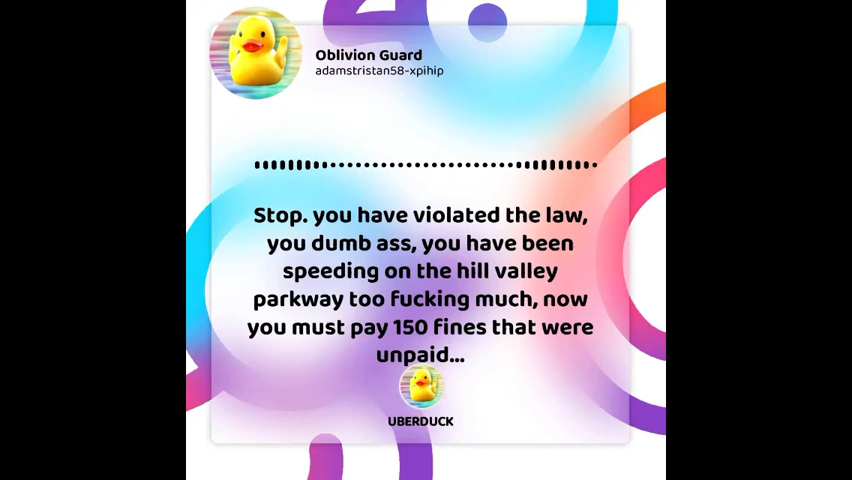 Oblivion Guard
adamstristan58-xpihip
Stop. you have violated the law,
you dumb ass, you have been
speeding on the hill valley
parkway too fucking much, now
you must pay 150 fines that were
unpaid...
UBERDUCK